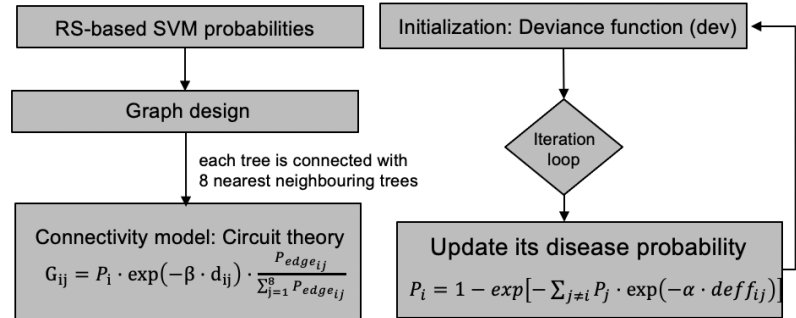 RS-based SVM probabilities
Graph design
each tree is connected with
8 nearest neighbouring trees
Connectivity model: Circuit theory
G_ij = P_i · exp(−β · d_ij) · P_edge_ij / ∑_{j=1}^{8} P_edge_ij
Initialization: Deviance function (dev)
Iteration
loop
Update its disease probability
P_i = 1 − exp[− ∑_{j≠i} P_j · exp(−α · deff_ij)]